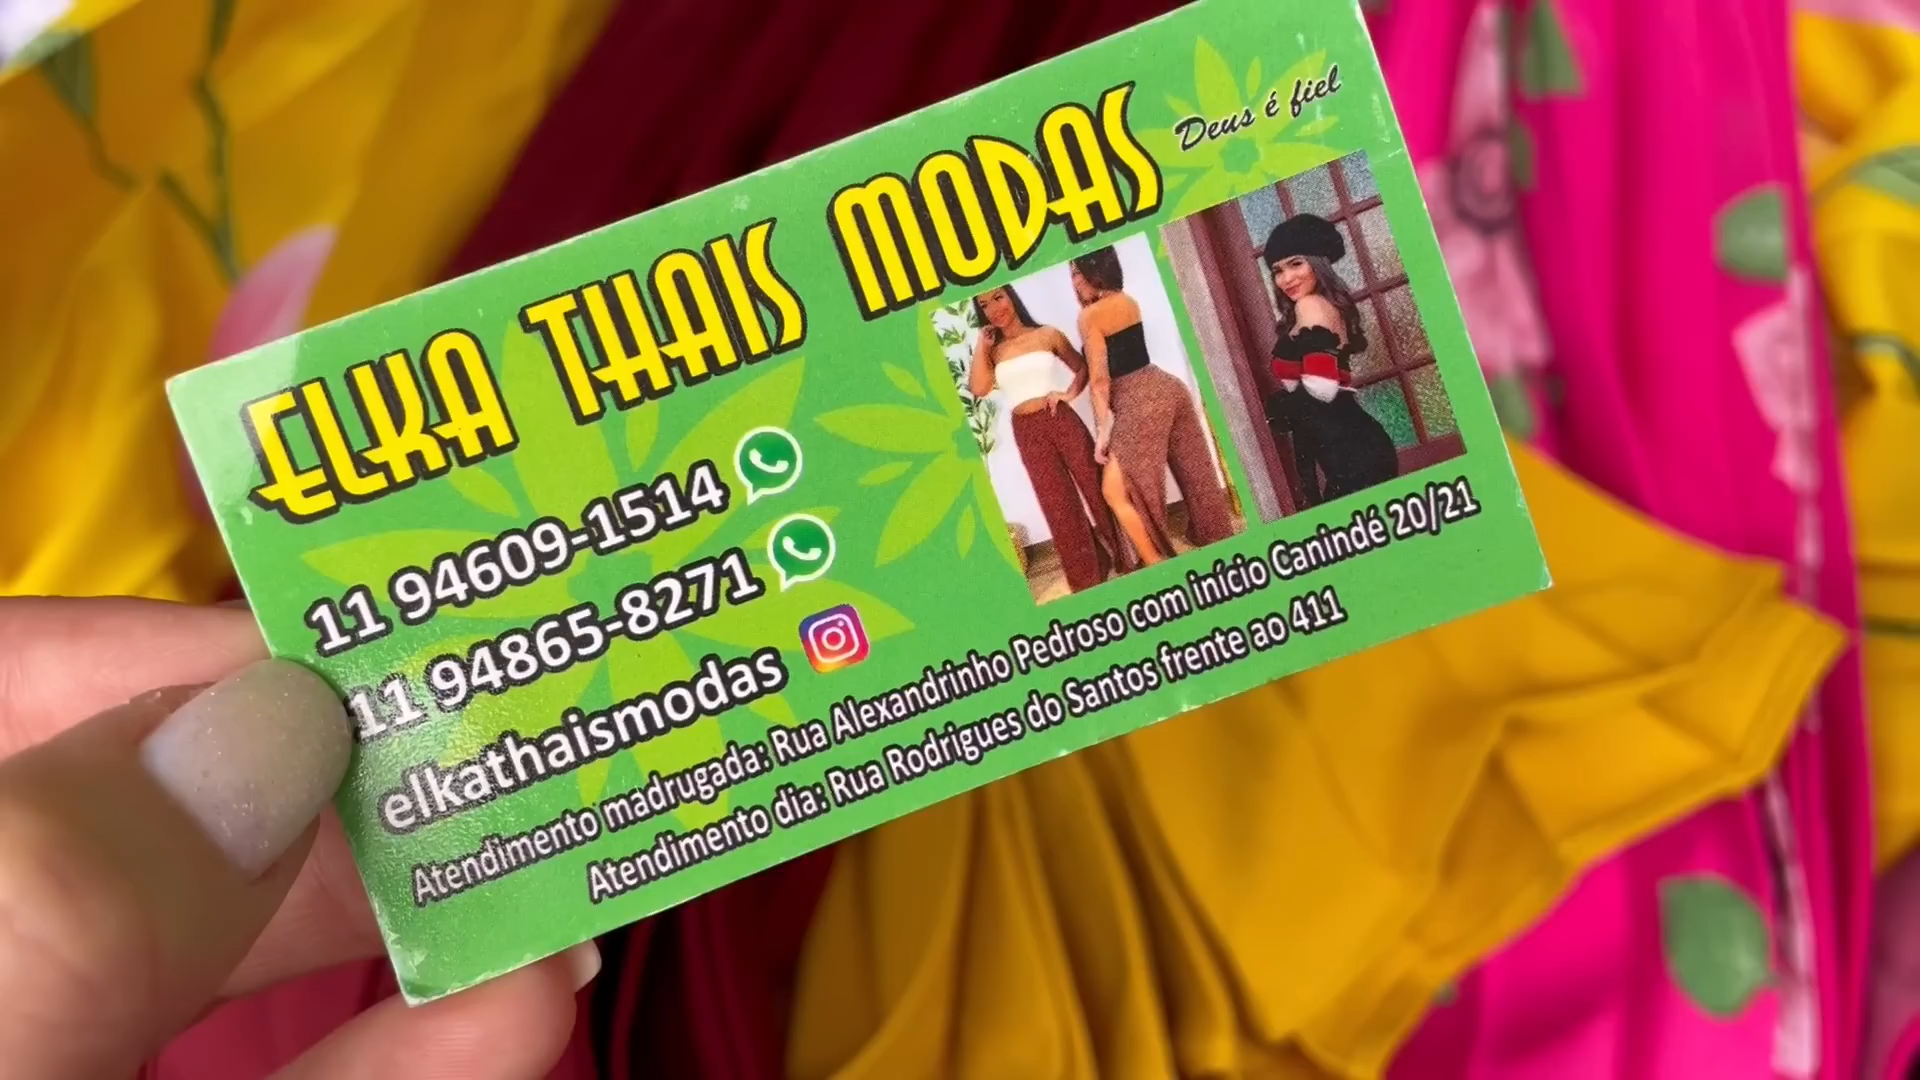 Deus é fiel
ELKA THAIS MODAS
11 94609-1514
11 94865-8271
elkathaismodas
Atendimento madrugada: Rua Alexandrinho Pedroso com início Canindé 20/21
Atendimento dia: Rua Rodrigues do Santos frente ao 411